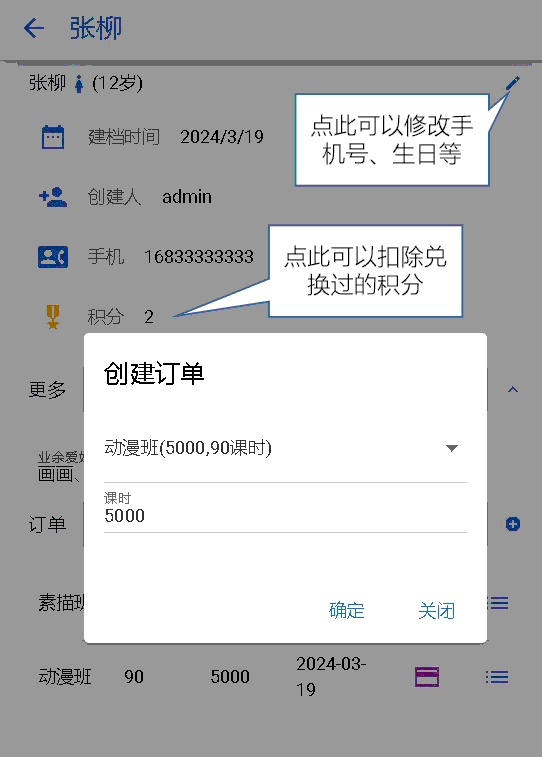 张柳
张柳 (12岁)
点此可以修改手
机号、生日等
建档时间 2024/3/19
创建人 admin
手机 16833333333
点此可以扣除兑
换过的积分
积分 2
创建订单
更多
动漫班(5000,90课时)
业余爱
画画、
课时
5000
订单
确定 关闭
素描班
动漫班 90 5000 2024-03-
19